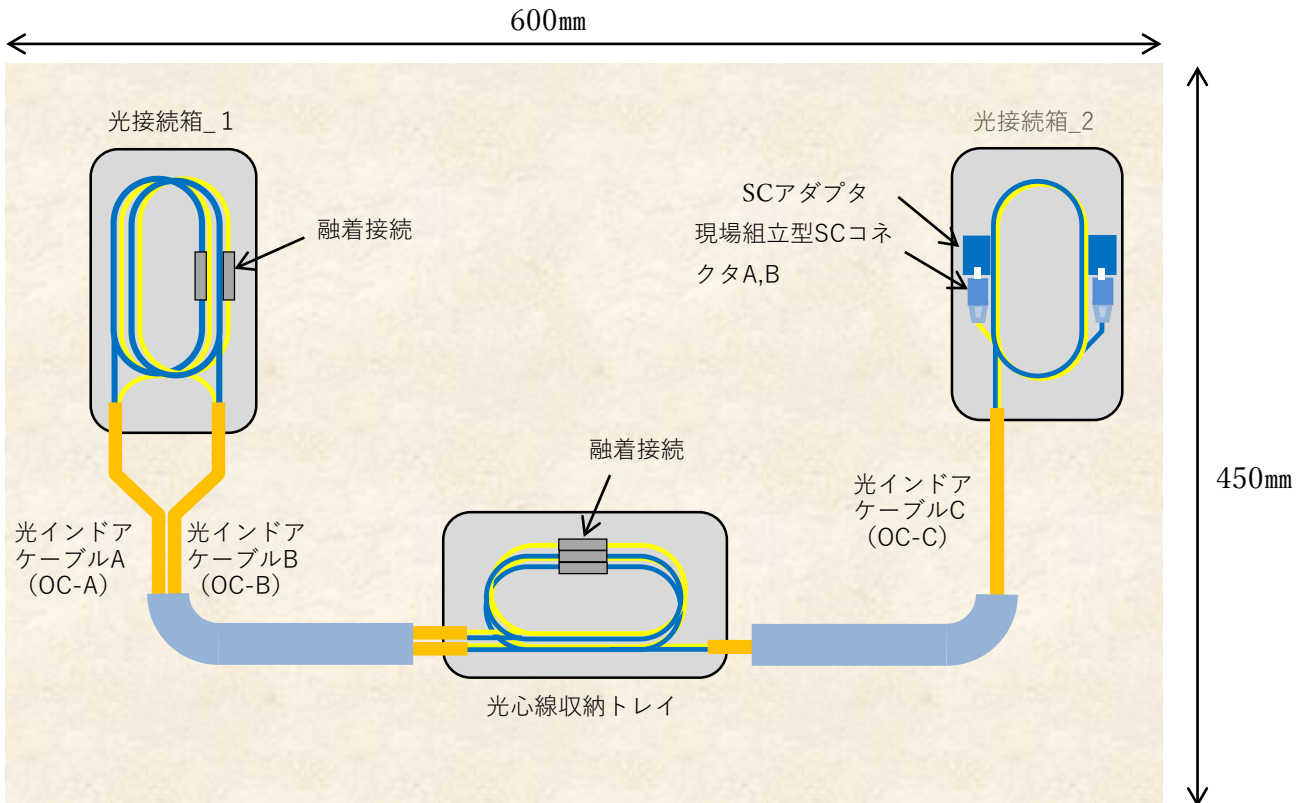 600㎜
光接続箱_１
光接続箱_2
SCアダプタ
融着接続
現場組立型SCコネ
クタA,B
融着接続
450㎜
光インドア
ケーブルC
（OC-C）
光インドア
ケーブルA
（OC-A）
光インドア
ケーブルB
（OC-B）
光心線収納トレイ